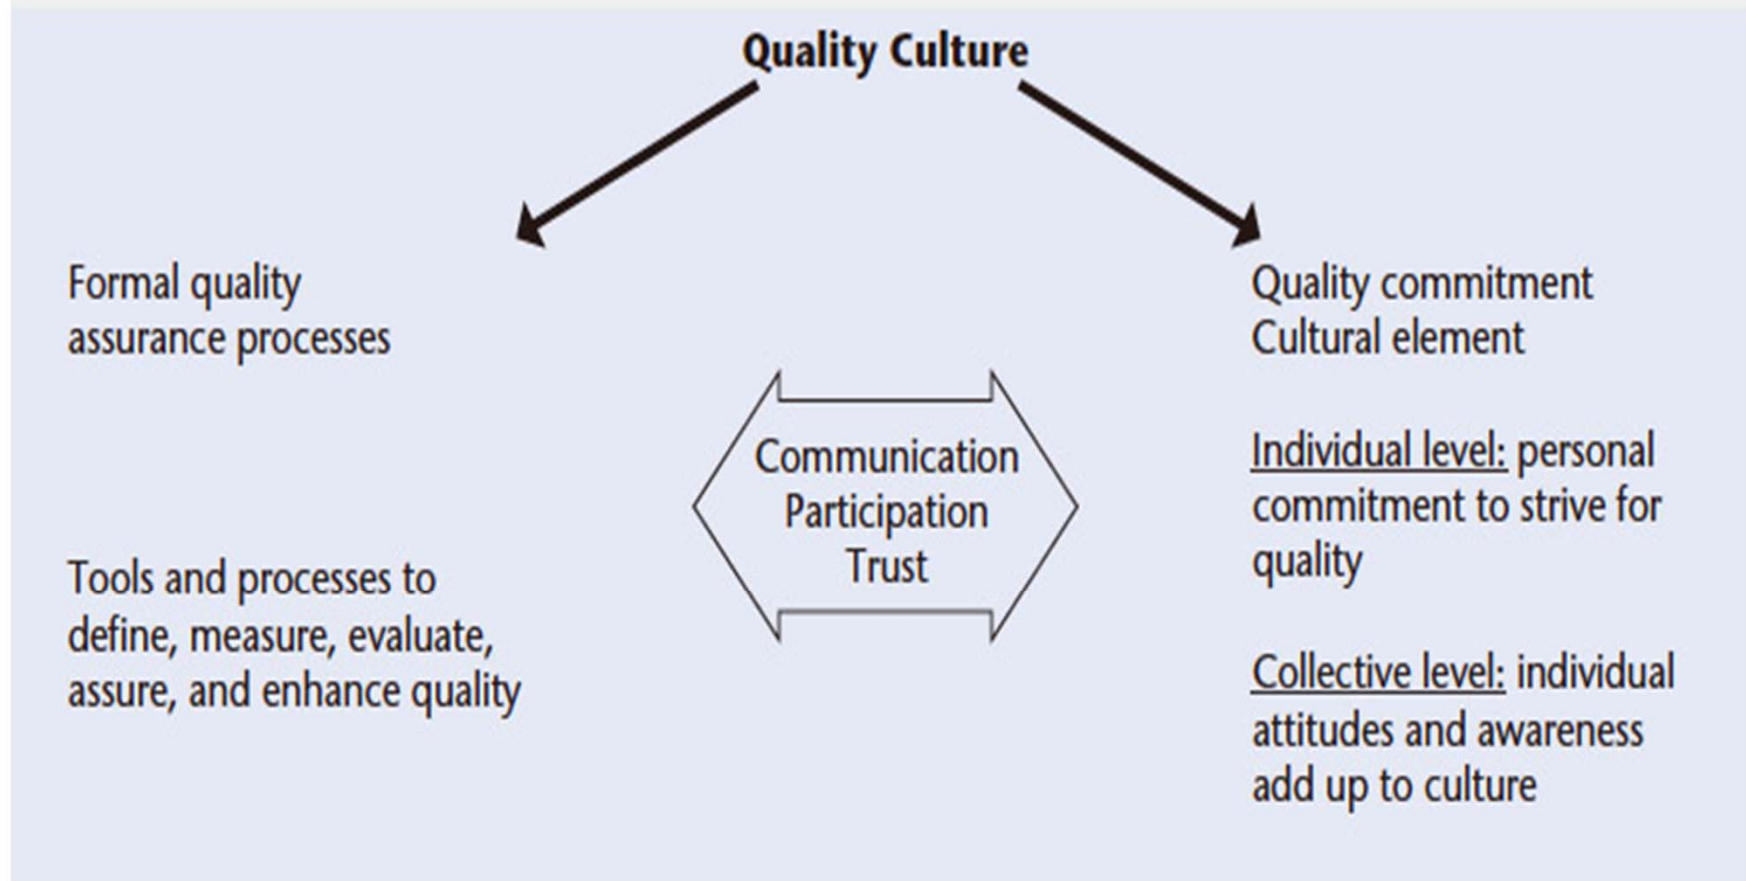 Quality Culture
Formal quality
assurance processes
Tools and processes to
define, measure, evaluate,
assure, and enhance quality
Communication
Participation
Trust
Quality commitment
Cultural element
Individual level: personal
commitment to strive for
quality
Collective level: individual
attitudes and awareness
add up to culture